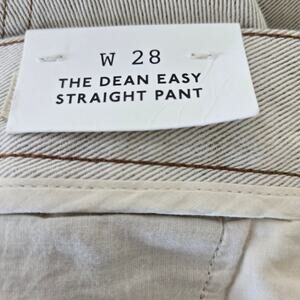 W 28
THE DEAN EASY
STRAIGHT PANT